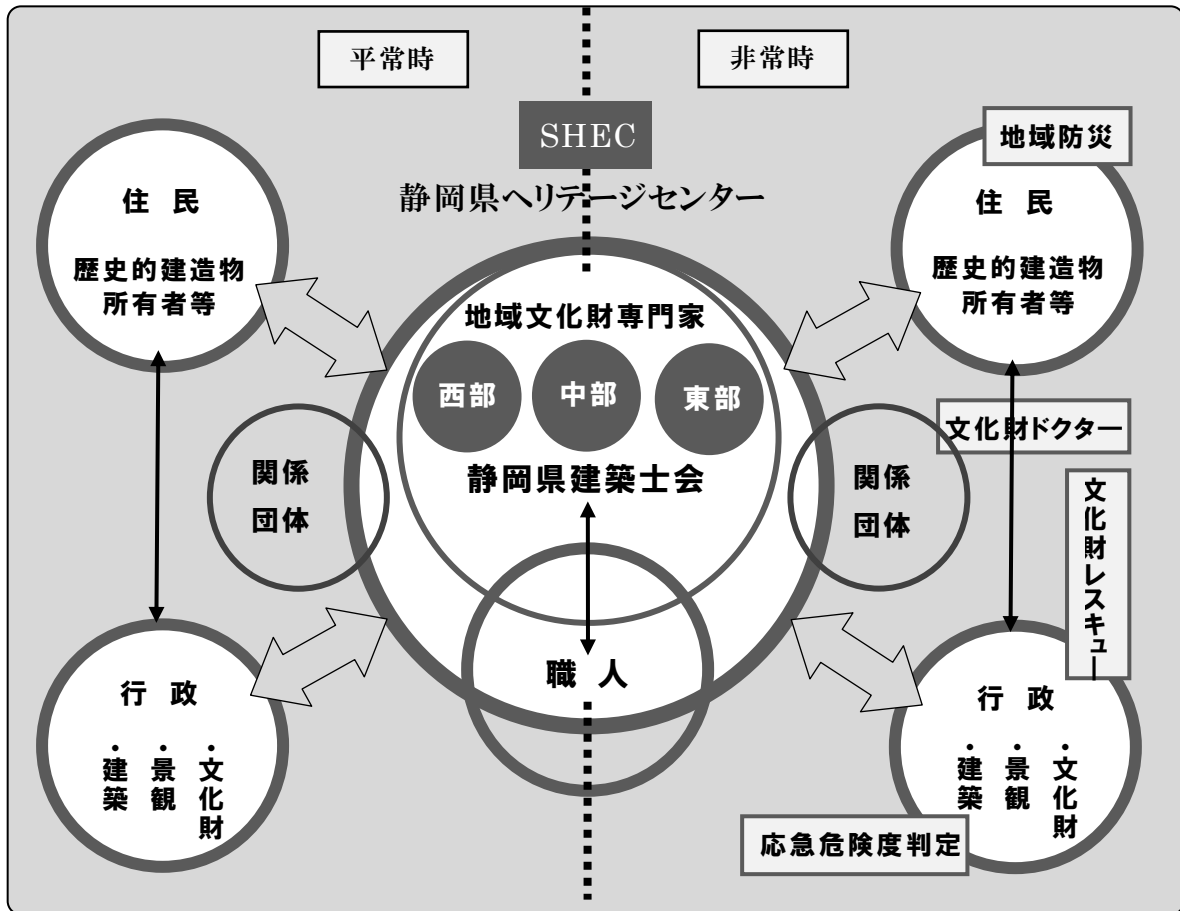 平常時
非常時
SHEC
静岡県ヘリテージセンター
住 民
歴史的建造物
所有者等
地域防災
住 民
歴史的建造物
所有者等
地域文化財専門家
西部
中部
東部
静岡県建築士会
関係
団体
関係
団体
文化財ドクター
文化財レスキュー
職 人
行 政
・文化財
・景観
・建築
行 政
・文化財
・景観
・建築
応急危険度判定